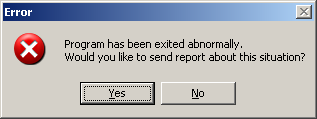 Error
Program has been exited abnormally.
Would you like to send report about this situation?
Yes No